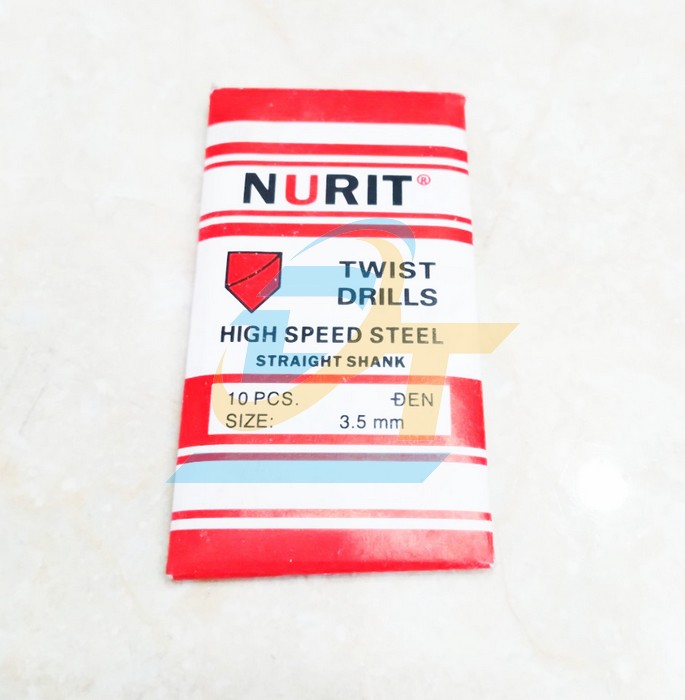 NURIT®
TWIST
DRILLS
HIGH SPEED STEEL
STRAIGHT SHANK
10 PCS. ĐEN
SIZE: 3.5 mm